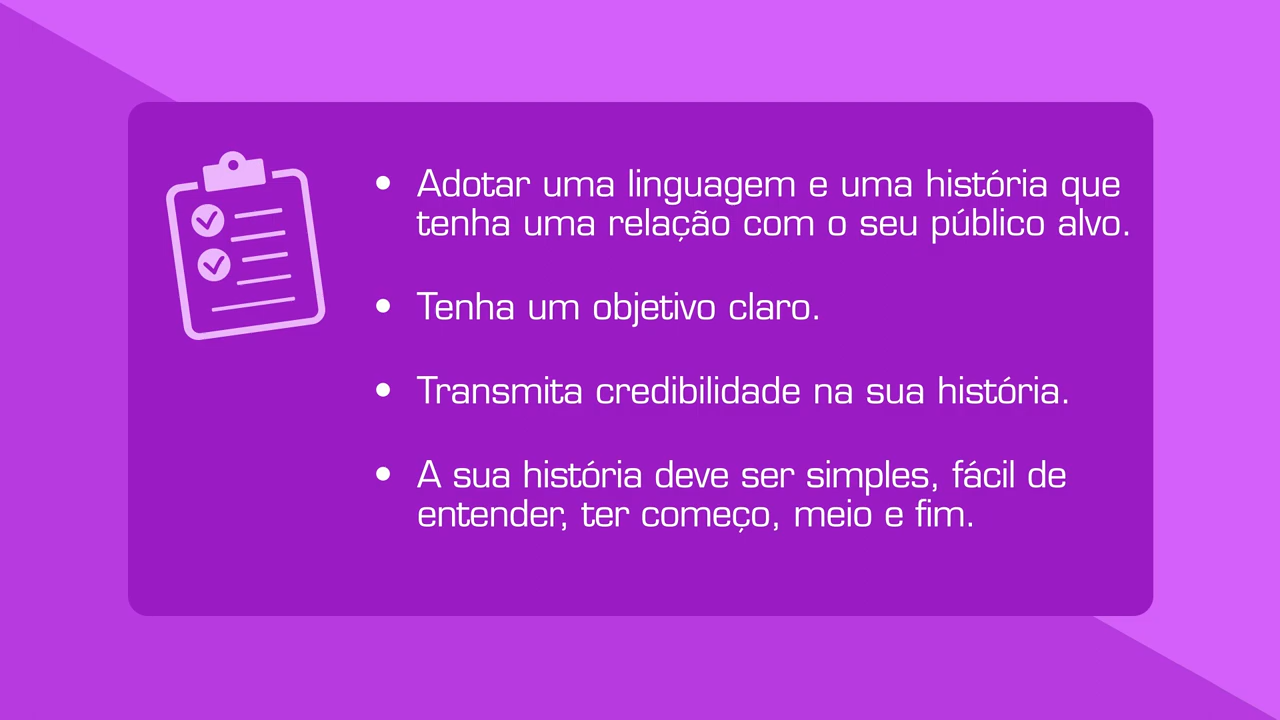 • Adotar uma linguagem e uma história que
tenha uma relação com o seu público alvo.
• Tenha um objetivo claro.
• Transmita credibilidade na sua história.
• A sua história deve ser simples, fácil de
entender, ter começo, meio e fim.